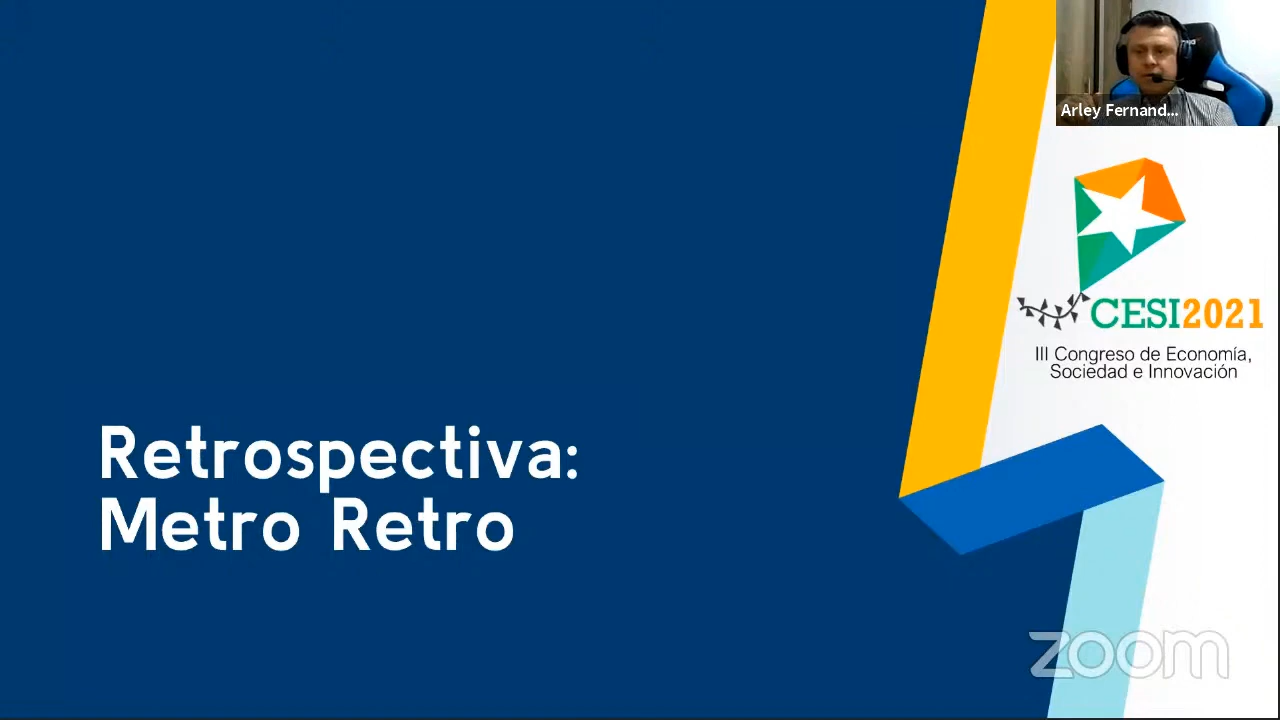 Arley Fernand...
CESI2021
III Congreso de Economía,
Sociedad e Innovación
Retrospectiva:
Metro Retro
zoom